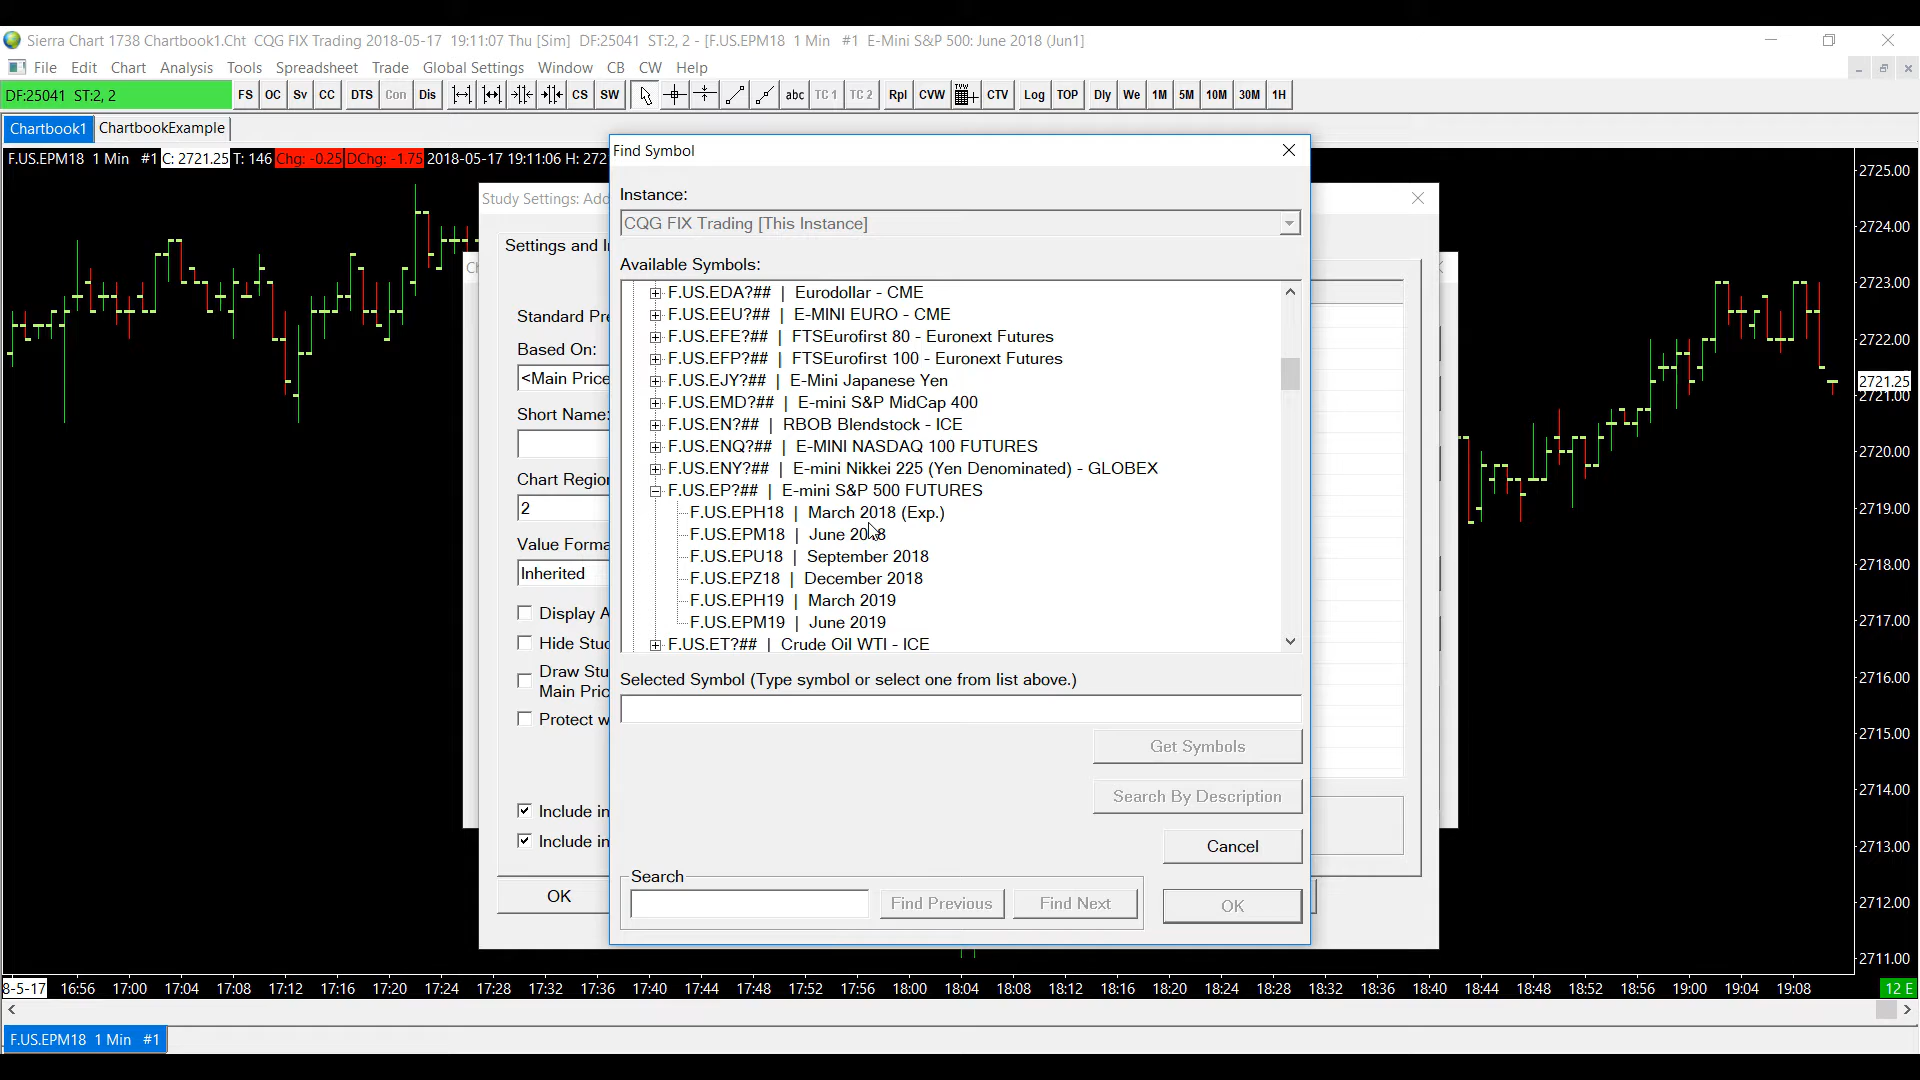 Sierra Chart 1738 Chartbook1.Cht  CQG FIX Trading 2018-05-17  19:11:07 Thu [Sim]  DF:25041  ST:2, 2 - [F.US.EPM18  1 Min  #1  E-Mini S&P 500: June 2018 (Jun1]
File Edit Chart Analysis Tools Spreadsheet Trade Global Settings Window CB CW Help
DF:25041  ST:2, 2 FS OC Sv CC DTS Con Dis CS SW abc TC 1 TC 2 Rpl CVW TVW CTV Log TOP Dly We 1M 5M 10M 30M 1H
Chartbook1 ChartbookExample
F.US.EPM18  1 Min  #1 C: 2721.25 T: 146 Chg: -0.25 DChg: -1.75 2018-05-17 19:11:06 H: 272
Find Symbol
Instance:
CQG FIX Trading [This Instance]
Available Symbols:
F.US.EDA?##  |  Eurodollar - CME
F.US.EEU?##  |  E-MINI EURO - CME
F.US.EFE?##  |  FTSEurofirst 80 - Euronext Futures
F.US.EFP?##  |  FTSEurofirst 100 - Euronext Futures
F.US.EJY?##  |  E-Mini Japanese Yen
F.US.EMD?##  |  E-mini S&P MidCap 400
F.US.EN?##  |  RBOB Blendstock - ICE
F.US.ENQ?##  |  E-MINI NASDAQ 100 FUTURES
F.US.ENY?##  |  E-mini Nikkei 225 (Yen Denominated) - GLOBEX
F.US.EP?##  |  E-mini S&P 500 FUTURES
F.US.EPH18  |  March 2018 (Exp.)
F.US.EPM18  |  June 2018
F.US.EPU18  |  September 2018
F.US.EPZ18  |  December 2018
F.US.EPH19  |  March 2019
F.US.EPM19  |  June 2019
F.US.ET?##  |  Crude Oil WTI - ICE
Selected Symbol (Type symbol or select one from list above.)
Get Symbols
Search By Description
Cancel
Search
Find Previous Find Next OK
Study Settings: Add
Settings and In
Standard Pre
Based On:
<Main Price
Short Name:
Chart Region
2
Value Forma
Inherited
Display A
Hide Stud
Draw Stu
Main Pric
Protect w
Include in
Include in
OK
2725.00
2724.00
2723.00
2722.00
2721.25
2721.00
2720.00
2719.00
2718.00
2717.00
2716.00
2715.00
2714.00
2713.00
2712.00
2711.00
8-5-17 16:56 17:00 17:04 17:08 17:12 17:16 17:20 17:24 17:28 17:32 17:36 17:40 17:44 17:48 17:52 17:56 18:00 18:04 18:08 18:12 18:16 18:20 18:24 18:28 18:32 18:36 18:40 18:44 18:48 18:52 18:56 19:00 19:04 19:08 12 E
F.US.EPM18  1 Min  #1